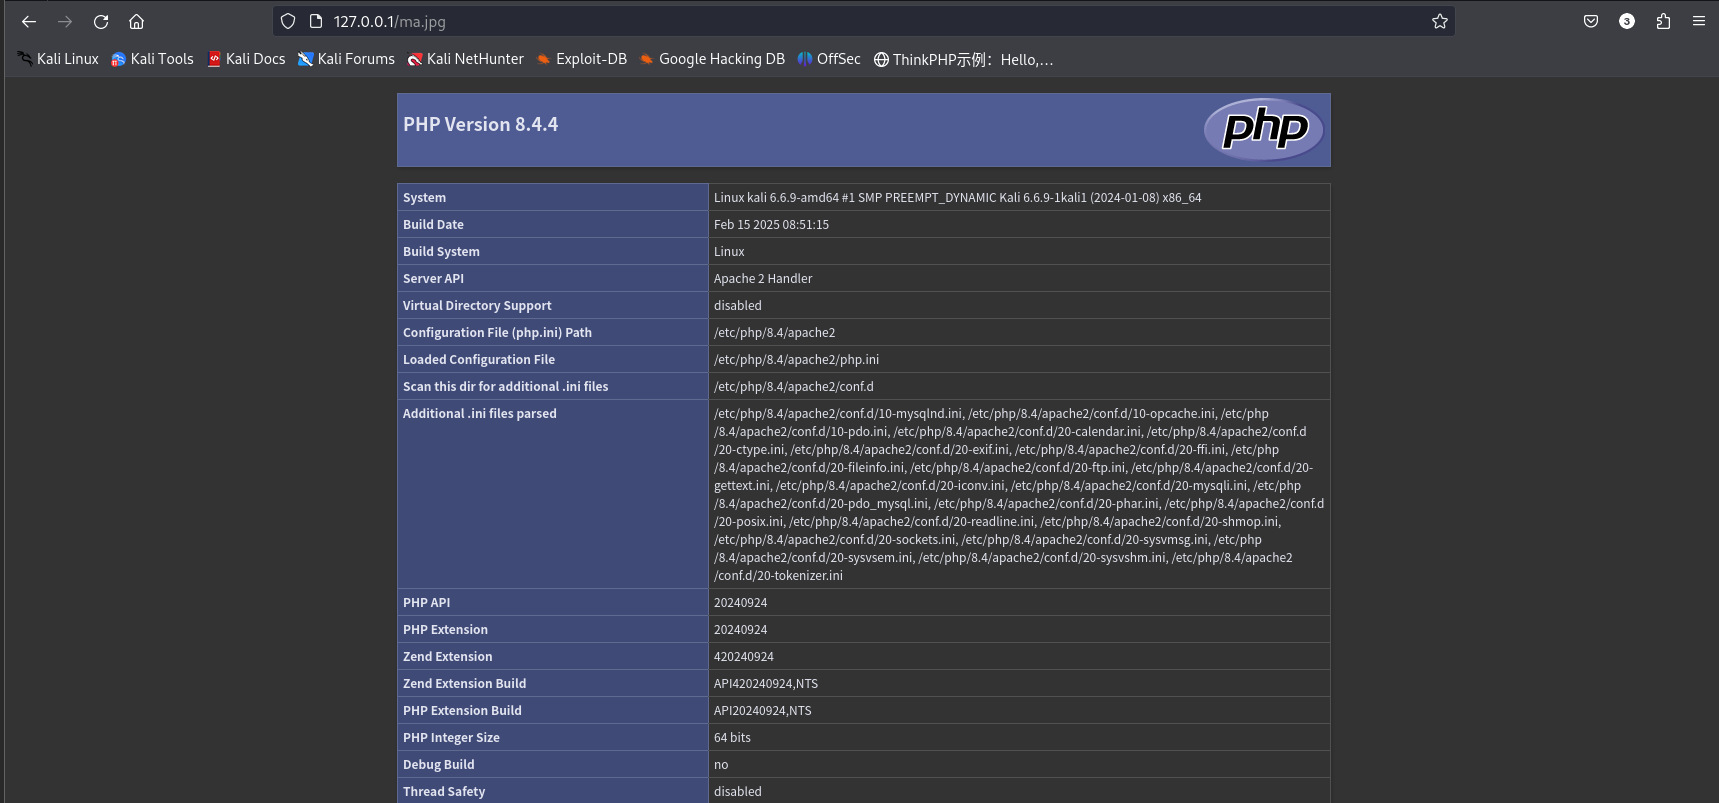 127.0.0.1/ma.jpg
3
Kali Linux Kali Tools Kali Docs Kali Forums Kali NetHunter Exploit-DB Google Hacking DB OffSec ThinkPHP示例：Hello,...
PHP Version 8.4.4
php
System Linux kali 6.6.9-amd64 #1 SMP PREEMPT_DYNAMIC Kali 6.6.9-1kali1 (2024-01-08) x86_64
Build Date Feb 15 2025 08:51:15
Build System Linux
Server API Apache 2 Handler
Virtual Directory Support disabled
Configuration File (php.ini) Path /etc/php/8.4/apache2
Loaded Configuration File /etc/php/8.4/apache2/php.ini
Scan this dir for additional .ini files /etc/php/8.4/apache2/conf.d
Additional .ini files parsed /etc/php/8.4/apache2/conf.d/10-mysqlnd.ini, /etc/php/8.4/apache2/conf.d/10-opcache.ini, /etc/php
/8.4/apache2/conf.d/10-pdo.ini, /etc/php/8.4/apache2/conf.d/20-calendar.ini, /etc/php/8.4/apache2/conf.d
/20-ctype.ini, /etc/php/8.4/apache2/conf.d/20-exif.ini, /etc/php/8.4/apache2/conf.d/20-ffi.ini, /etc/php
/8.4/apache2/conf.d/20-fileinfo.ini, /etc/php/8.4/apache2/conf.d/20-ftp.ini, /etc/php/8.4/apache2/conf.d/20-
gettext.ini, /etc/php/8.4/apache2/conf.d/20-iconv.ini, /etc/php/8.4/apache2/conf.d/20-mysqli.ini, /etc/php
/8.4/apache2/conf.d/20-pdo_mysql.ini, /etc/php/8.4/apache2/conf.d/20-phar.ini, /etc/php/8.4/apache2/conf.d
/20-posix.ini, /etc/php/8.4/apache2/conf.d/20-readline.ini, /etc/php/8.4/apache2/conf.d/20-shmop.ini,
/etc/php/8.4/apache2/conf.d/20-sockets.ini, /etc/php/8.4/apache2/conf.d/20-sysvmsg.ini, /etc/php
/8.4/apache2/conf.d/20-sysvsem.ini, /etc/php/8.4/apache2/conf.d/20-sysvshm.ini, /etc/php/8.4/apache2
/conf.d/20-tokenizer.ini
PHP API 20240924
PHP Extension 20240924
Zend Extension 420240924
Zend Extension Build API420240924,NTS
PHP Extension Build API20240924,NTS
PHP Integer Size 64 bits
Debug Build no
Thread Safety disabled